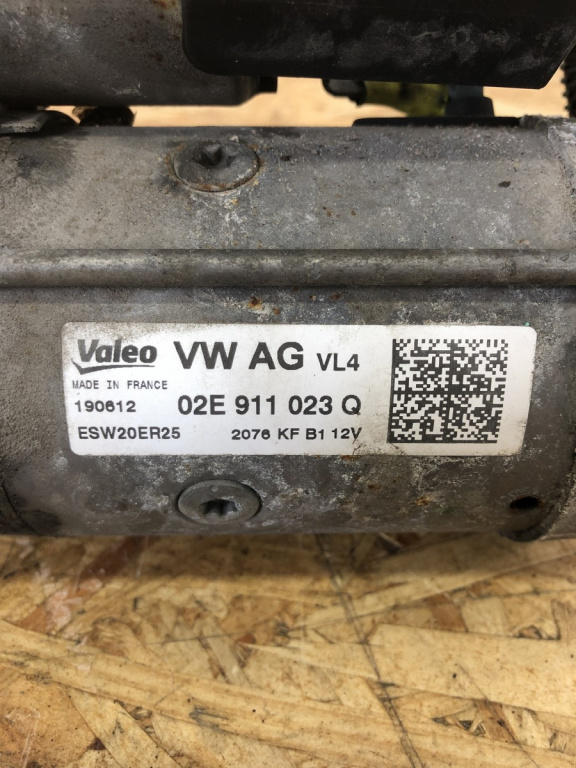 Valeo VW AG VL4
MADE IN FRANCE
190612 02E 911 023 Q
ESW20ER25 2076 KF B1 12V